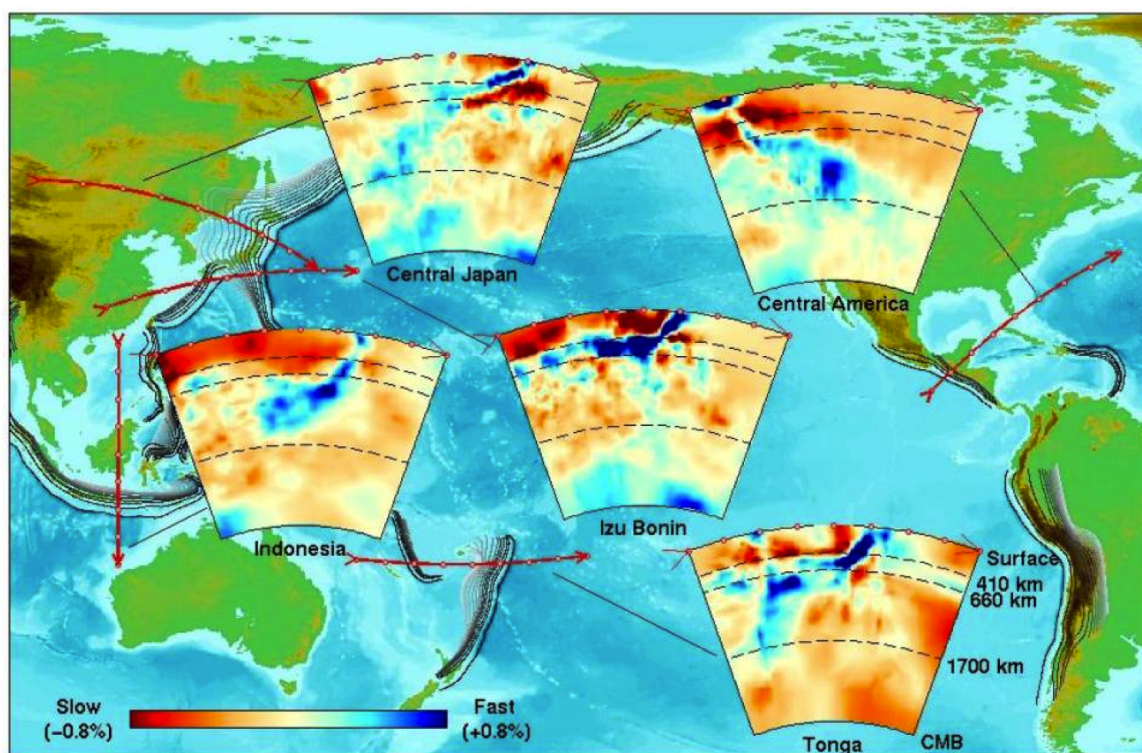 Central Japan
Central America
Indonesia
Izu Bonin
Surface
410 km
660 km
1700 km
Slow
(−0.8%)
Fast
(+0.8%)
Tonga
CMB